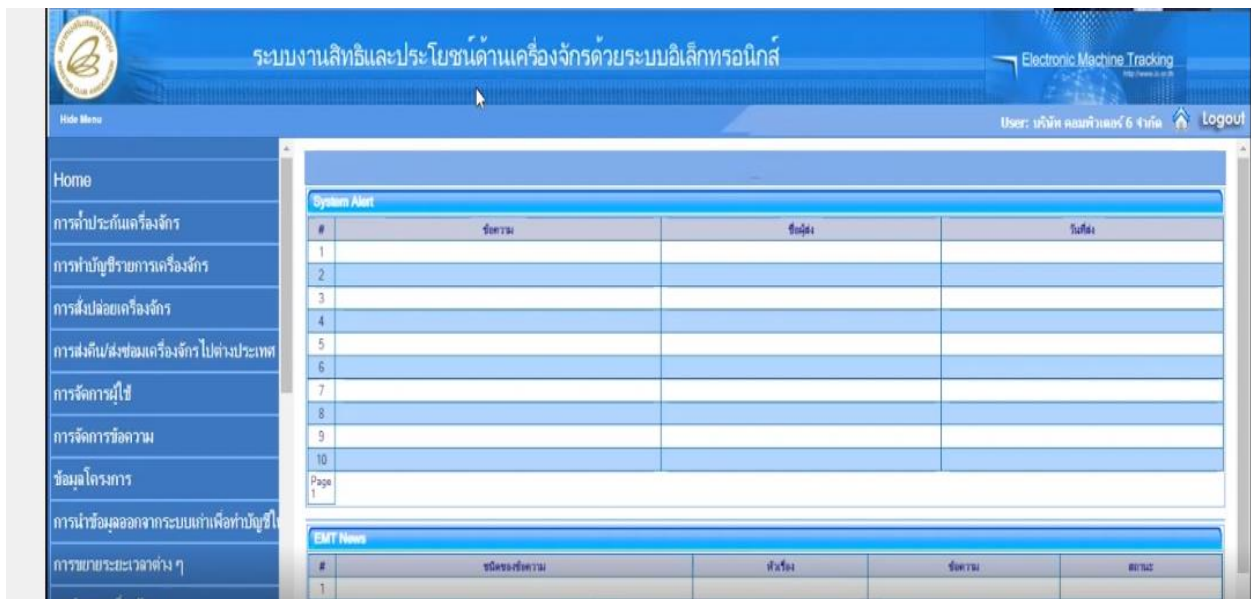 ระบบงานสิทธิและประโยชน์ด้านเครื่องจักรด้วยระบบอิเล็กทรอนิกส์
Electronic Machine Tracking
Hide Menu
User: บริษัท คอมพิวเตอร์ 6 จำกัด Logout
Home
การค้ำประกันเครื่องจักร
การทำบัญชีรายการเครื่องจักร
การสั่งปล่อยเครื่องจักร
การส่งคืน/ส่งซ่อมเครื่องจักรไปต่างประเทศ
การจัดการผู้ใช้
การจัดการข้อความ
ข้อมูลโครงการ
การนำข้อมูลออกจากระบบเก่าเพื่อทำบัญชีใ
การขยายระยะเวลาต่าง ๆ
System Alert
# ข้อความ ชื่อผู้ส่ง วันที่ส่ง
1
2
3
4
5
6
7
8
9
10
Page
1
EMT News
# ชนิดของข้อความ หัวเรื่อง ข้อความ สถานะ
1